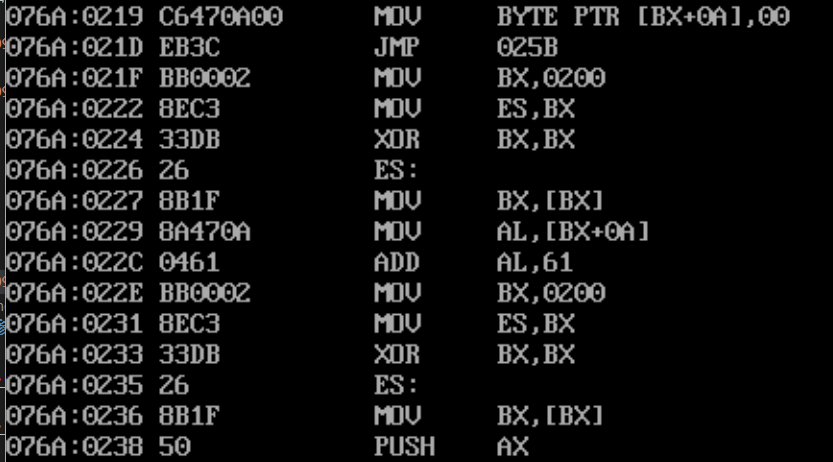 076A:0219 C6470A00 MOV BYTE PTR [BX+0A],00
076A:021D EB3C JMP 025B
076A:021F BB0002 MOV BX,0200
076A:0222 8EC3 MOV ES,BX
076A:0224 33DB XOR BX,BX
076A:0226 26 ES:
076A:0227 8B1F MOV BX,[BX]
076A:0229 8A470A MOV AL,[BX+0A]
076A:022C 0461 ADD AL,61
076A:022E BB0002 MOV BX,0200
076A:0231 8EC3 MOV ES,BX
076A:0233 33DB XOR BX,BX
076A:0235 26 ES:
076A:0236 8B1F MOV BX,[BX]
076A:0238 50 PUSH AX